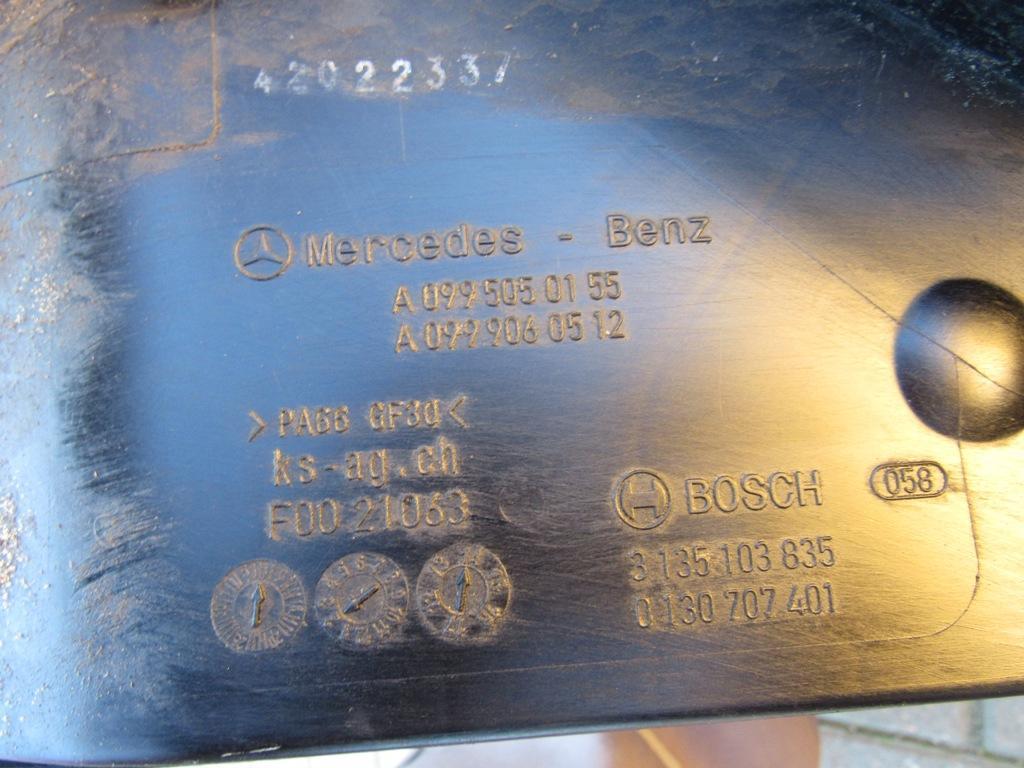 42022337
Mercedes - Benz
A 099 505 01 55
A 099 906 05 12
>PA66 GF30<
ks-ag.ch
F00 21063
BOSCH
058
3 135 103 835
0 130 707 401